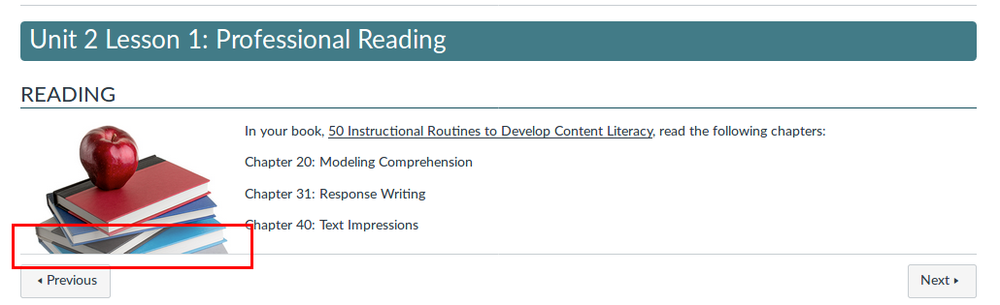 Unit 2 Lesson 1: Professional Reading
READING
In your book, 50 Instructional Routines to Develop Content Literacy, read the following chapters:
Chapter 20: Modeling Comprehension
Chapter 31: Response Writing
Chapter 40: Text Impressions
Previous
Next